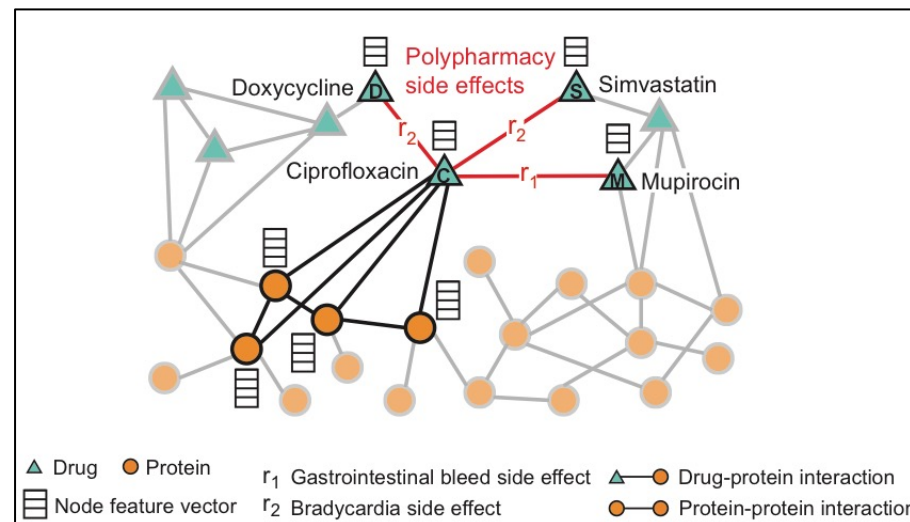 Polypharmacy
side effects
Doxycycline
D
S
Simvastatin
r2
r2
Ciprofloxacin
C
r1
M
Mupirocin
Drug
Protein
r1 Gastrointestinal bleed side effect
Drug-protein interaction
Node feature vector
r2 Bradycardia side effect
Protein-protein interaction